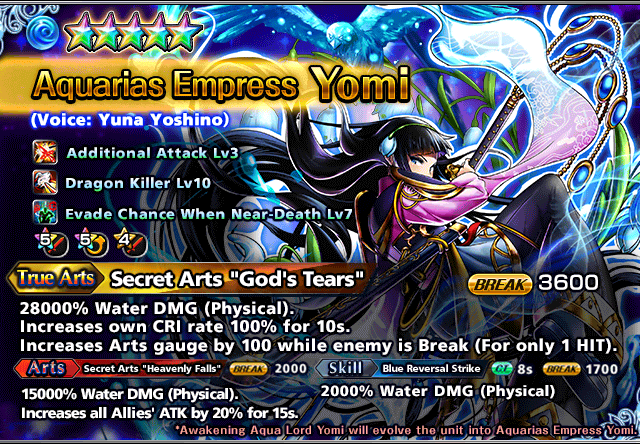 Aquarias Empress Yomi
(Voice: Yuna Yoshino)
Additional Attack Lv3
Dragon Killer Lv10
Evade Chance When Near-Death Lv7
5 5 4
True Arts Secret Arts "God's Tears" BREAK 3600
28000% Water DMG (Physical).
Increases own CRI rate 100% for 10s.
Increases Arts gauge by 100 while enemy is Break (For only 1 HIT).
Arts Secret Arts "Heavenly Falls" BREAK 2000
15000% Water DMG (Physical).
Increases all Allies' ATK by 20% for 15s.
Skill Blue Reversal Strike CT 8s BREAK 1700
2000% Water DMG (Physical)
*Awakening Aqua Lord Yomi will evolve the unit into Aquarias Empress Yomi.